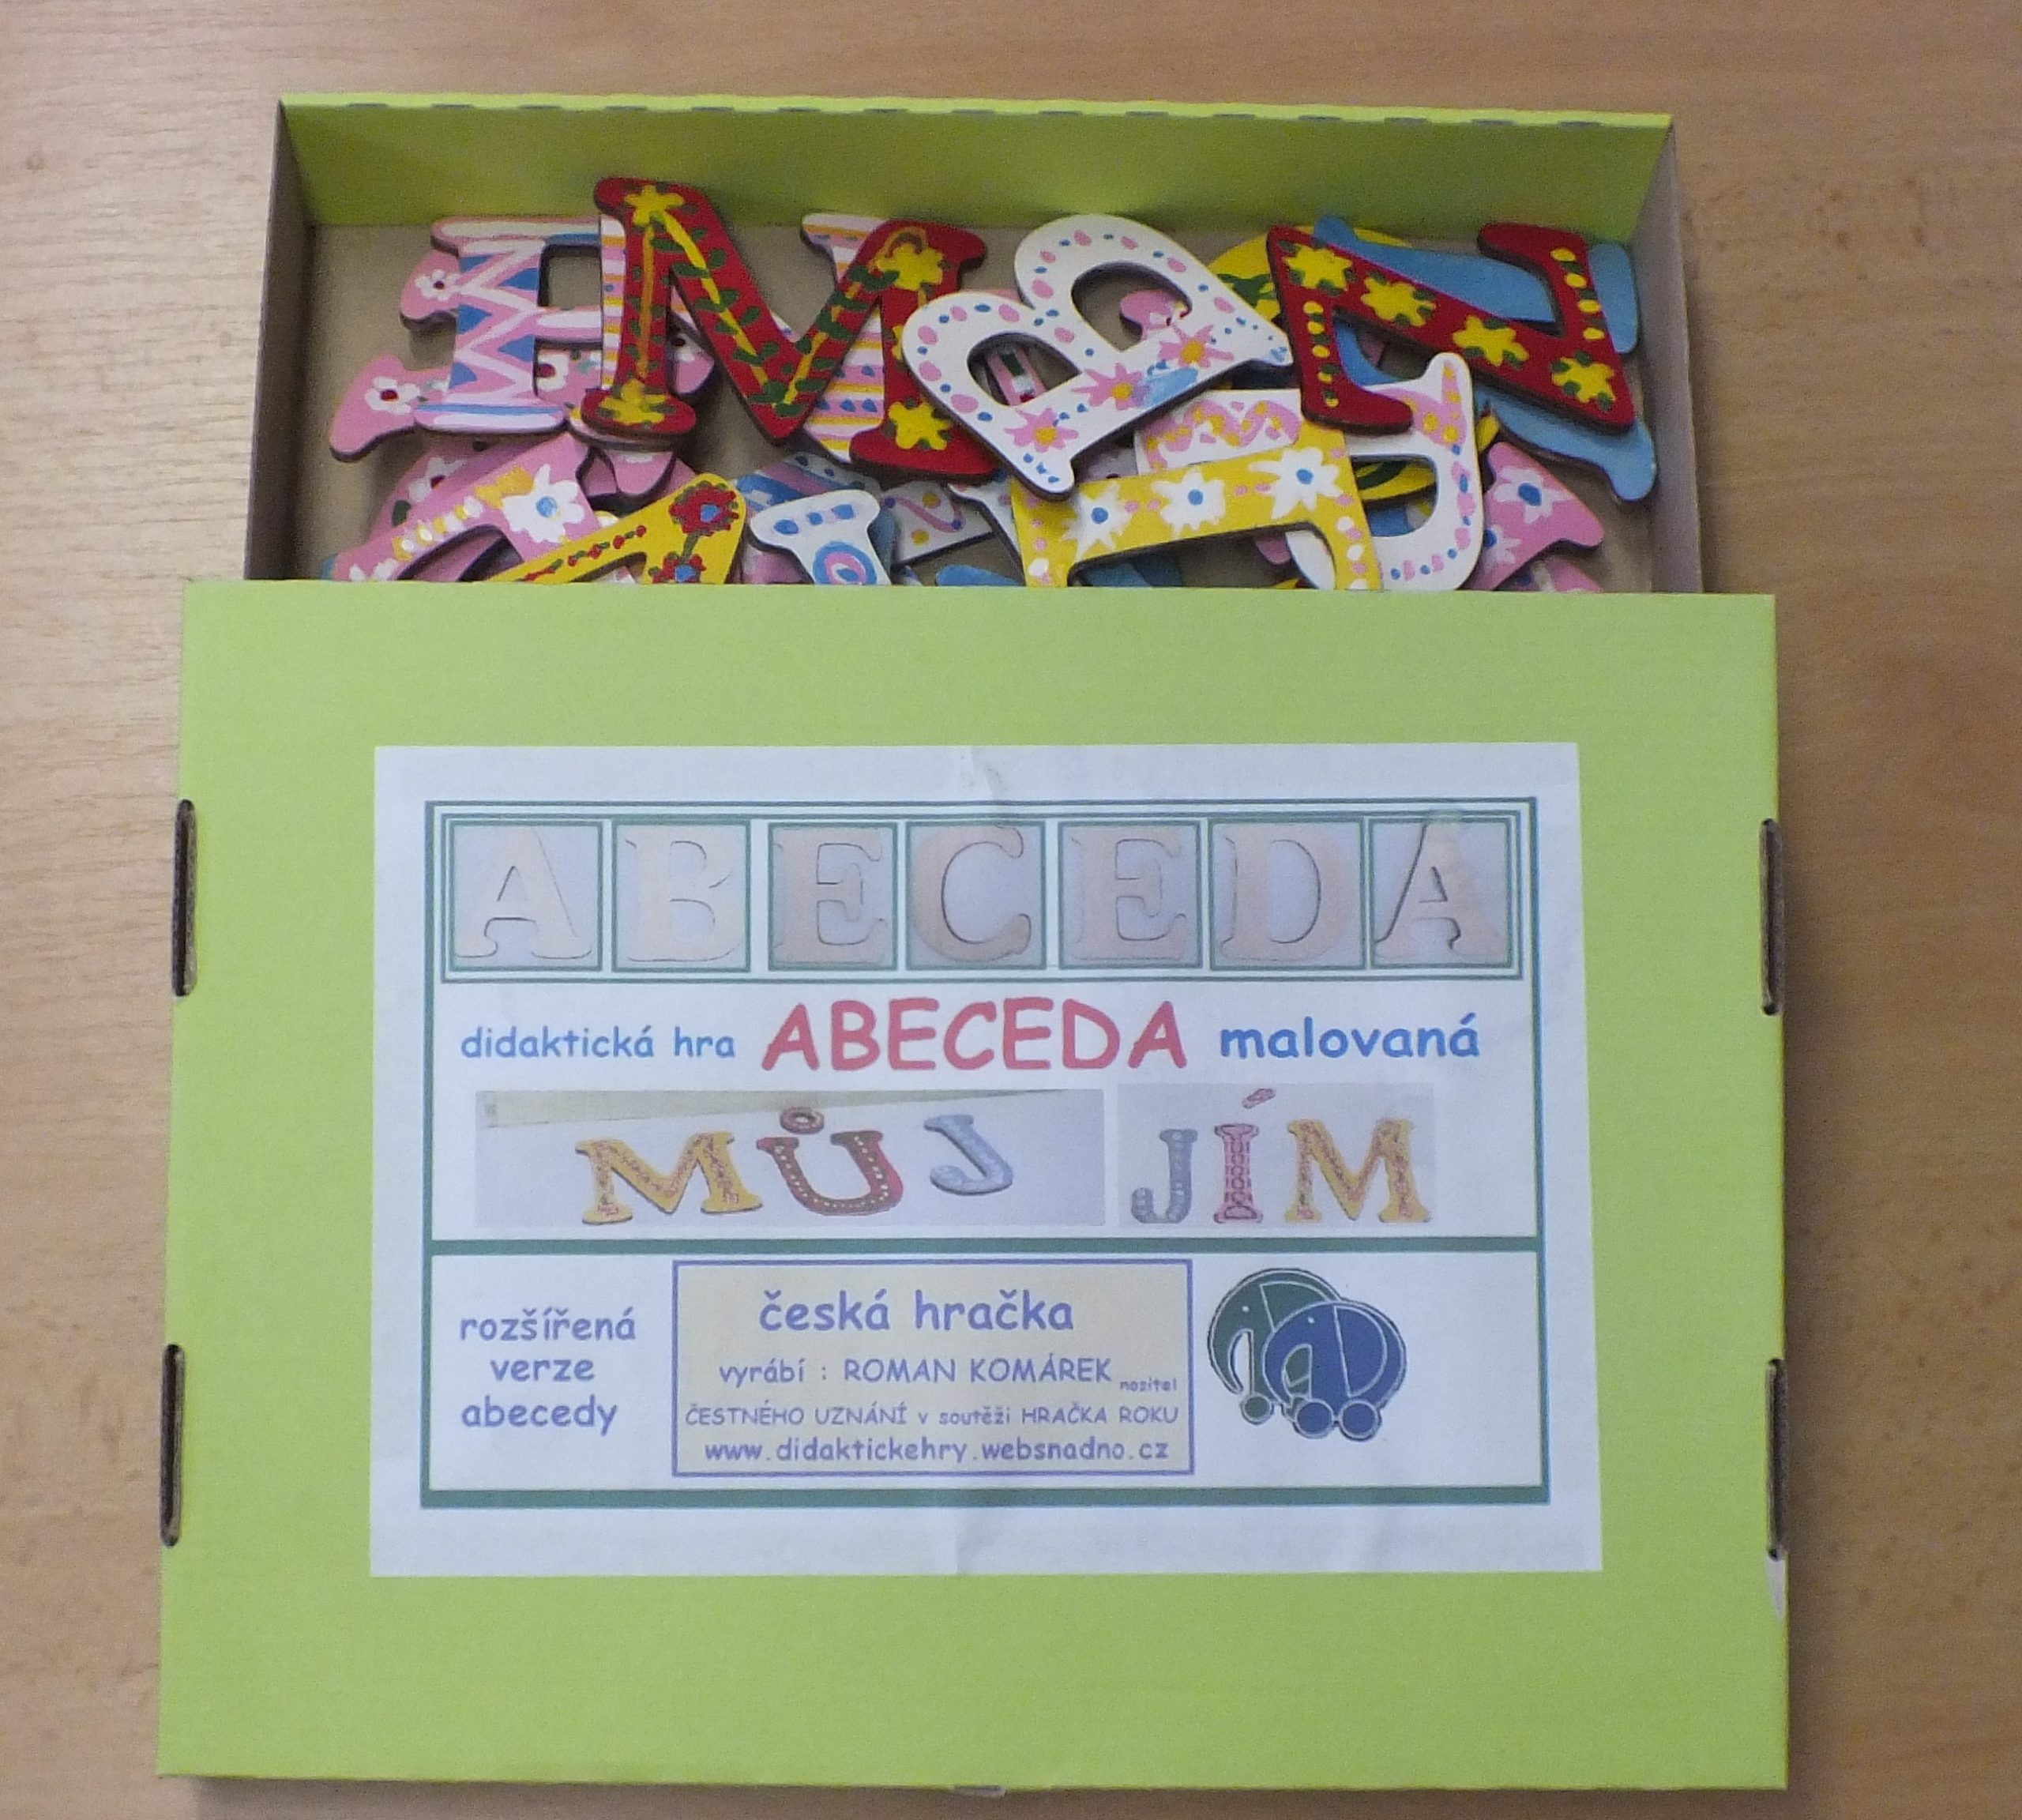 M B N
ABECEDA
didaktická hra ABECEDA malovaná
MŮJ JÍM
rozšířená
verze
abecedy
česká hračka
vyrábí : ROMAN KOMÁREK nositel
ČESTNÉHO UZNÁNÍ v soutěži HRAČKA ROKU
www.didaktickehry.websnadno.cz